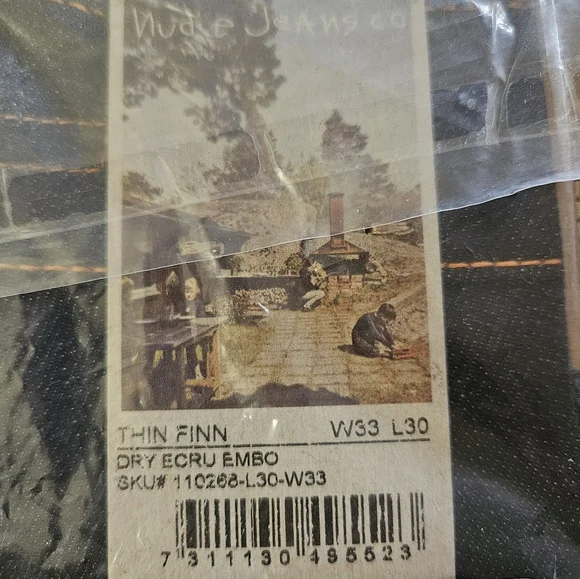 Nudie Jeans co
THIN FINN W33 L30
DRY ECRU EMBO
SKU# 110268-L30-W33
7 311130 495523